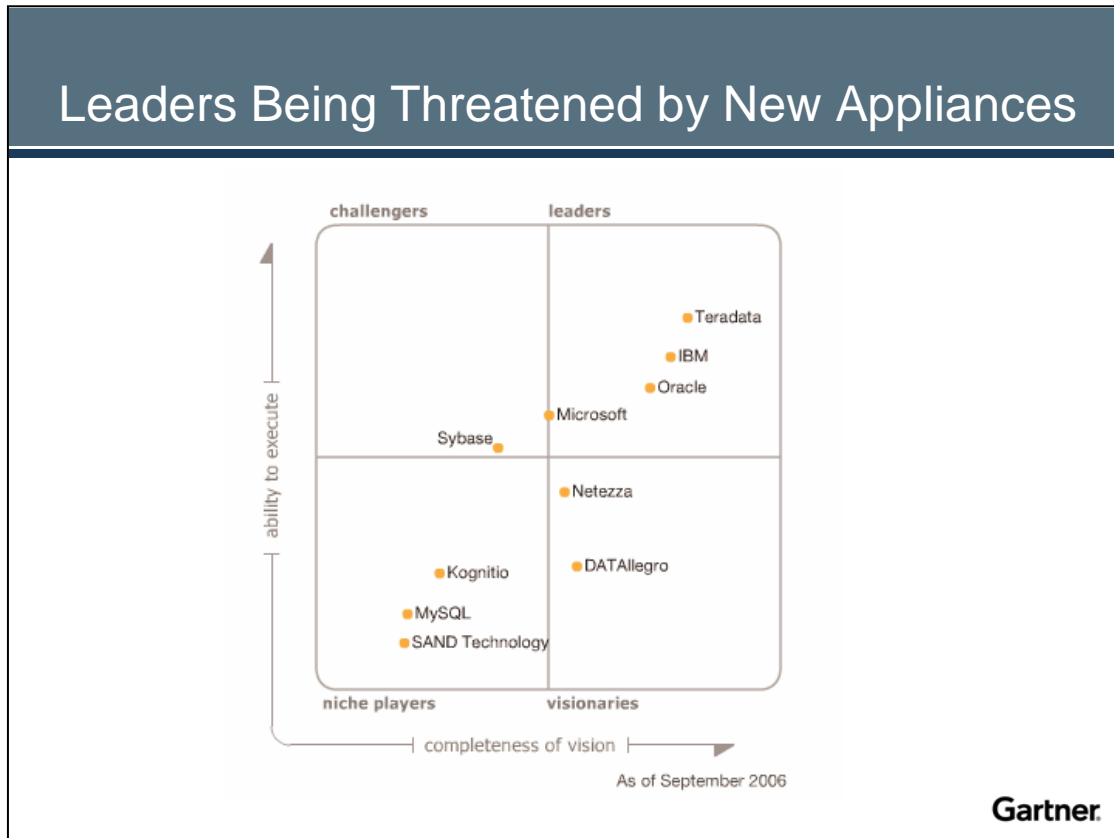 Leaders Being Threatened by New Appliances
challengers
leaders
Teradata
IBM
Oracle
Microsoft
Sybase
Netezza
DATAllegro
Kognitio
MySQL
SAND Technology
ability to execute
niche players
visionaries
completeness of vision
As of September 2006
Gartner.